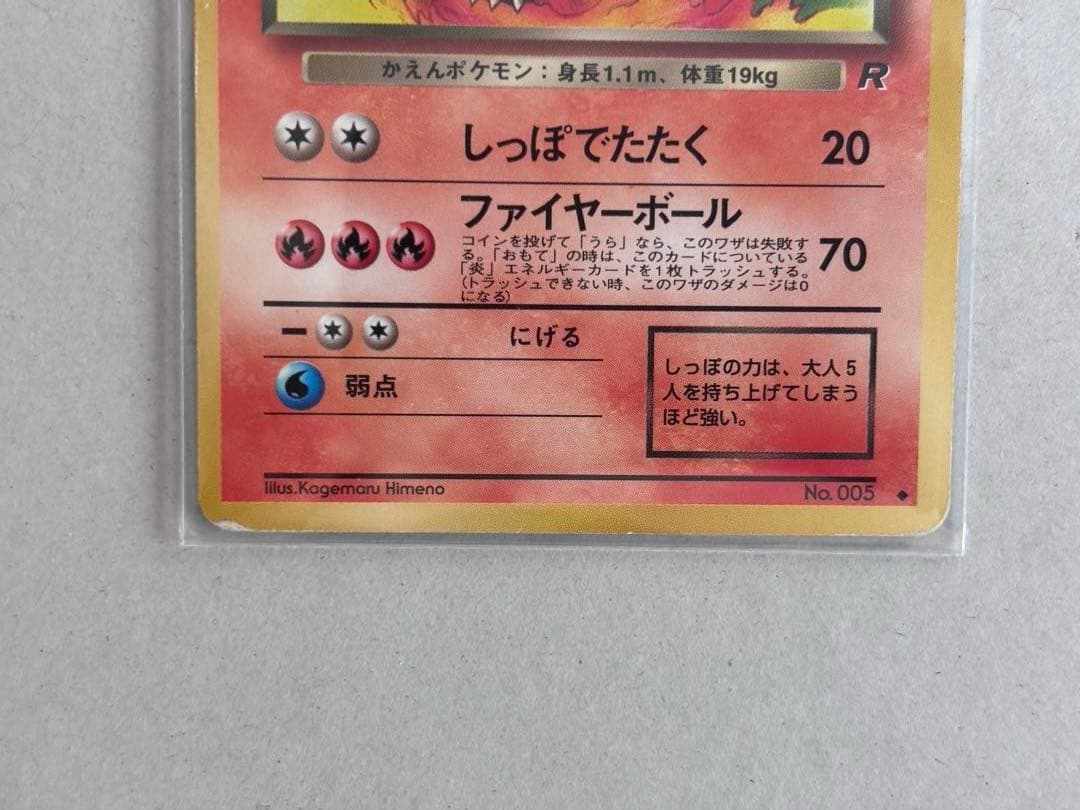 かえんポケモン：身長1.1m、体重19kg R
しっぽでたたく 20
ファイヤーボール
コインを投げて「うら」なら、このワザは失敗す
る。「おもて」の時は、このカードについている
「炎」エネルギーカードを1枚トラッシュする。
(トラッシュできない時、このワザのダメージは0
になる)
70
にげる
弱点
しっぽの力は、大人5
人を持ち上げてしまう
ほど強い。
Illus.Kagemaru Himeno
No. 005